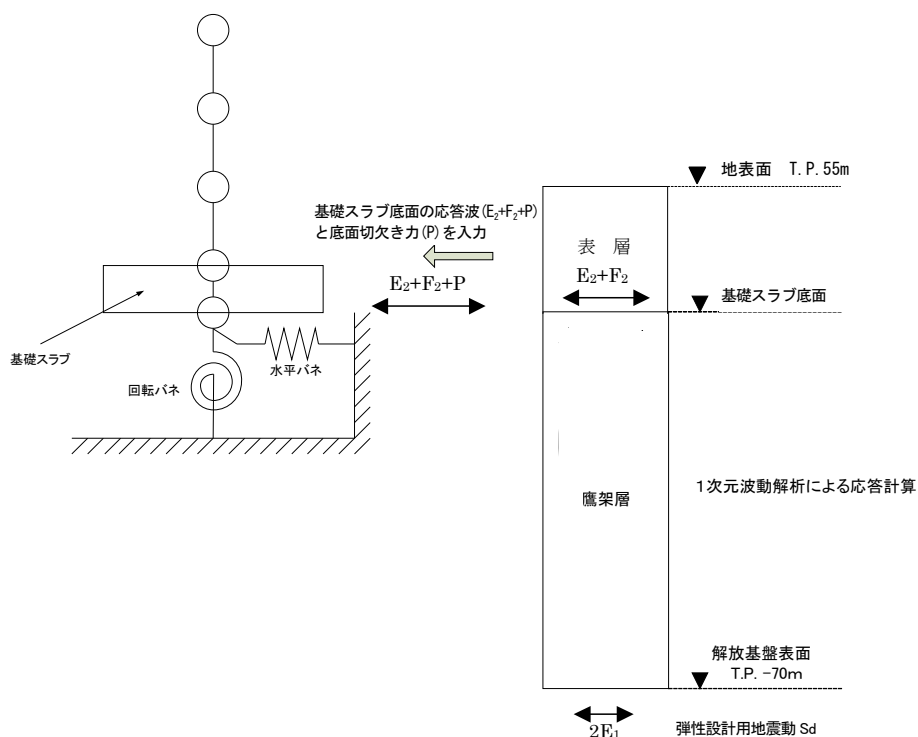 地表面 T.P.55m
基礎スラブ底面の応答波(E₂+F₂+P)
と底面切欠き力(P)を入力
表 層
E₂+F₂
E₂+F₂+P
基礎スラブ底面
基礎スラブ
水平バネ
回転バネ
鷹架層
1次元波動解析による応答計算
解放基盤表面
T.P. -70m
2E₁
弾性設計用地震動 Sd